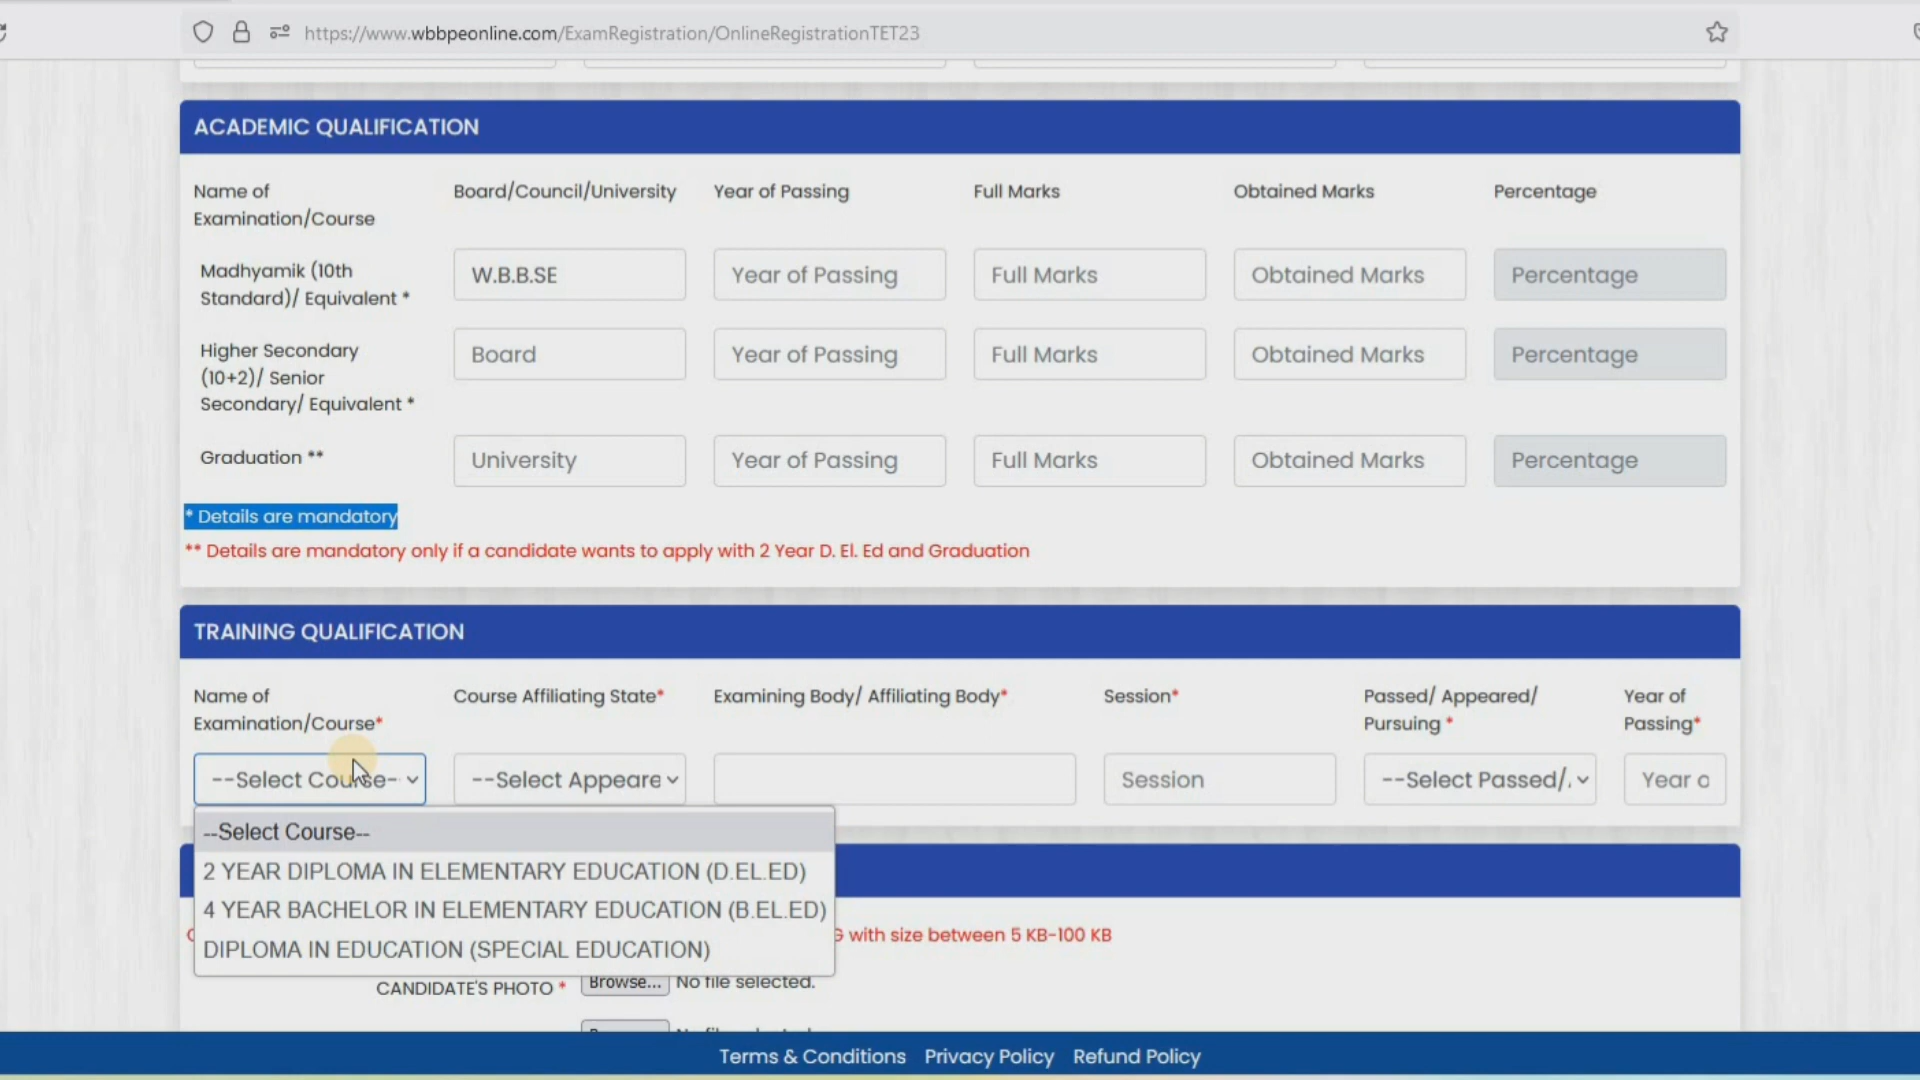 https://www.wbbpeonline.com/ExamRegistration/OnlineRegistrationTET23
ACADEMIC QUALIFICATION
Name of Examination/Course
Board/Council/University
Year of Passing
Full Marks
Obtained Marks
Percentage
Madhyamik (10th
Standard)/ Equivalent *
W.B.B.SE
Year of Passing
Full Marks
Obtained Marks
Percentage
Higher Secondary
(10+2)/ Senior
Secondary/ Equivalent *
Board
Year of Passing
Full Marks
Obtained Marks
Percentage
Graduation **
University
Year of Passing
Full Marks
Obtained Marks
Percentage
* Details are mandatory
** Details are mandatory only if a candidate wants to apply with 2 Year D. El. Ed and Graduation
TRAINING QUALIFICATION
Name of
Examination/Course*
Course Affiliating State*
Examining Body/ Affiliating Body*
Session*
Passed/ Appeared/
Pursuing *
Year of
Passing*
--Select Course-
--Select Appeare
Session
--Select Passed/
Year o
--Select Course--
2 YEAR DIPLOMA IN ELEMENTARY EDUCATION (D.EL.ED)
4 YEAR BACHELOR IN ELEMENTARY EDUCATION (B.EL.ED)
DIPLOMA IN EDUCATION (SPECIAL EDUCATION)
with size between 5 KB-100 KB
CANDIDATE'S PHOTO *
Browse... No file selected.
Terms & Conditions Privacy Policy Refund Policy